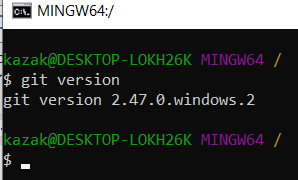 MINGW64:/
kazak@DESKTOP-LOKH26K MINGW64 /
$ git version
git version 2.47.0.windows.2
kazak@DESKTOP-LOKH26K MINGW64 /
$